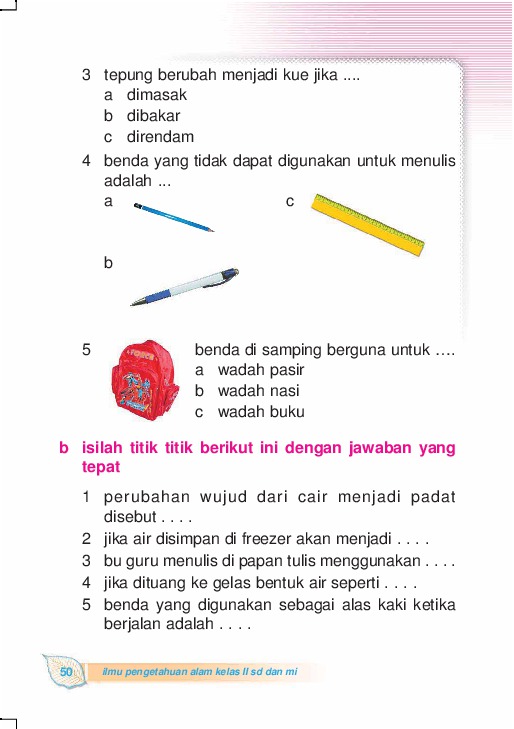 3 tepung berubah menjadi kue jika ....
a dimasak
b dibakar
c direndam
4 benda yang tidak dapat digunakan untuk menulis
adalah ...
a
c
b
5 benda di samping berguna untuk ....
a wadah pasir
b wadah nasi
c wadah buku
b isilah titik titik berikut ini dengan jawaban yang
tepat
1 perubahan wujud dari cair menjadi padat
disebut . . . .
2 jika air disimpan di freezer akan menjadi . . . .
3 bu guru menulis di papan tulis menggunakan . . . .
4 jika dituang ke gelas bentuk air seperti . . . .
5 benda yang digunakan sebagai alas kaki ketika
berjalan adalah . . . .
50 ilmu pengetahuan alam kelas II sd dan mi